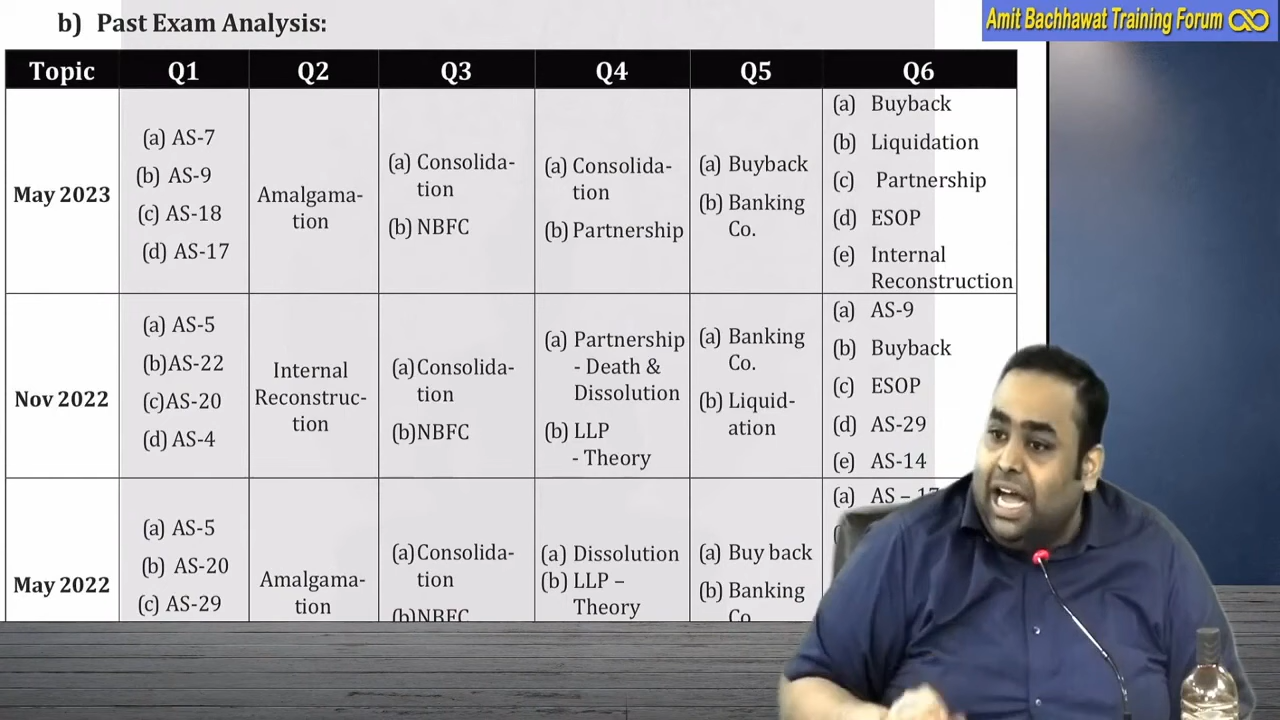 b) Past Exam Analysis:
Amit Bachhawat Training Forum
Topic Q1 Q2 Q3 Q4 Q5 Q6
May 2023
(a) AS-7
(b) AS-9
(c) AS-18
(d) AS-17
Amalgama-
tion
(a) Consolida-
tion
(b) NBFC
(a) Consolida-
tion
(b) Partnership
(a) Buyback
(b) Banking
Co.
(a) Buyback
(b) Liquidation
(c) Partnership
(d) ESOP
(e) Internal
Reconstruction
Nov 2022
(a) AS-5
(b)AS-22
(c)AS-20
(d) AS-4
Internal
Reconstruc-
tion
(a)Consolida-
tion
(b)NBFC
(a) Partnership
- Death &
Dissolution
(b) LLP
- Theory
(a) Banking
Co.
(b) Liquid-
ation
(a) AS-9
(b) Buyback
(c) ESOP
(d) AS-29
(e) AS-14
May 2022
(a) AS-5
(b) AS-20
(c) AS-29
Amalgama-
tion
(a)Consolida-
tion
(b)NBFC
(a) Dissolution
(b) LLP –
Theory
(a) Buy back
(b) Banking
Co.
(a) AS – 17